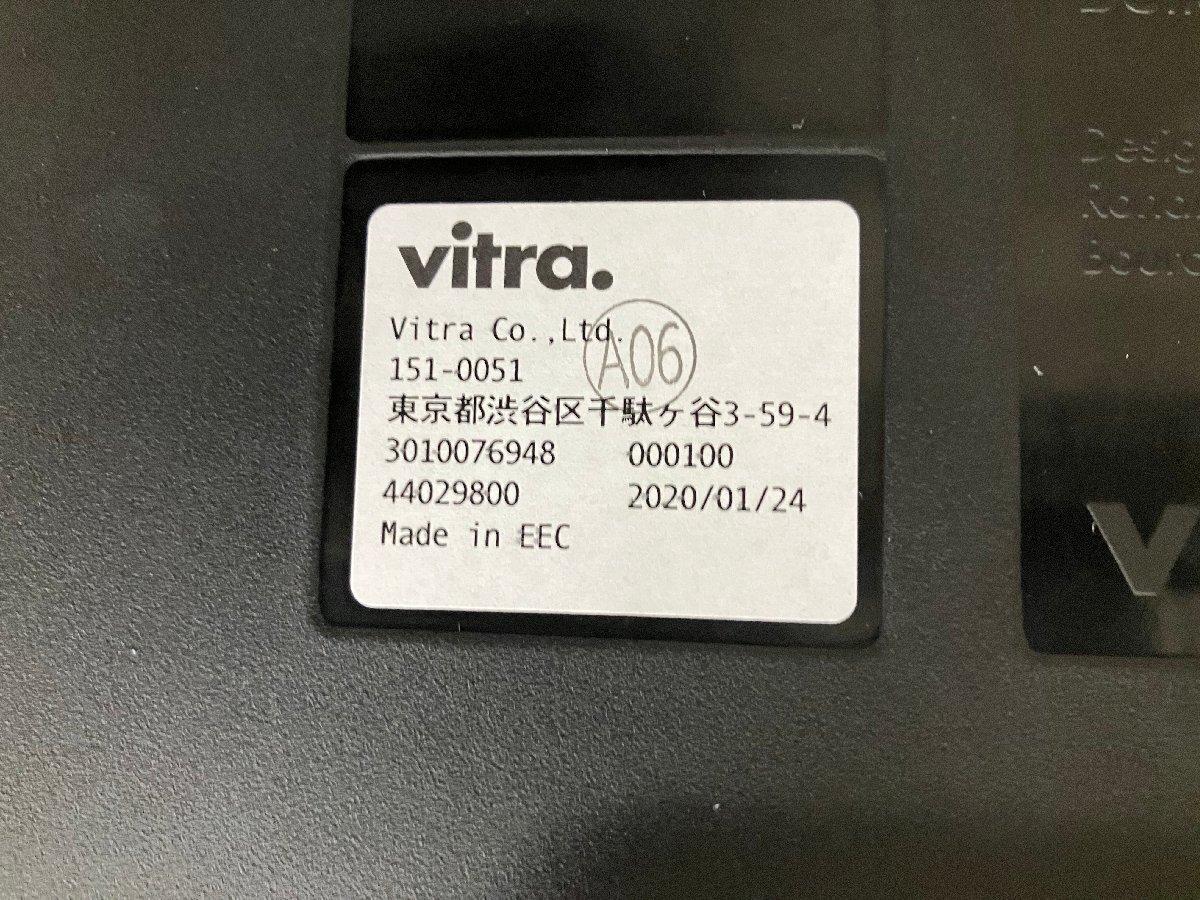 vitra.
Vitra Co.,Ltd.
A06
151-0051
東京都渋谷区千駄ヶ谷3-59-4
3010076948 000100
44029800 2020/01/24
Made in EEC